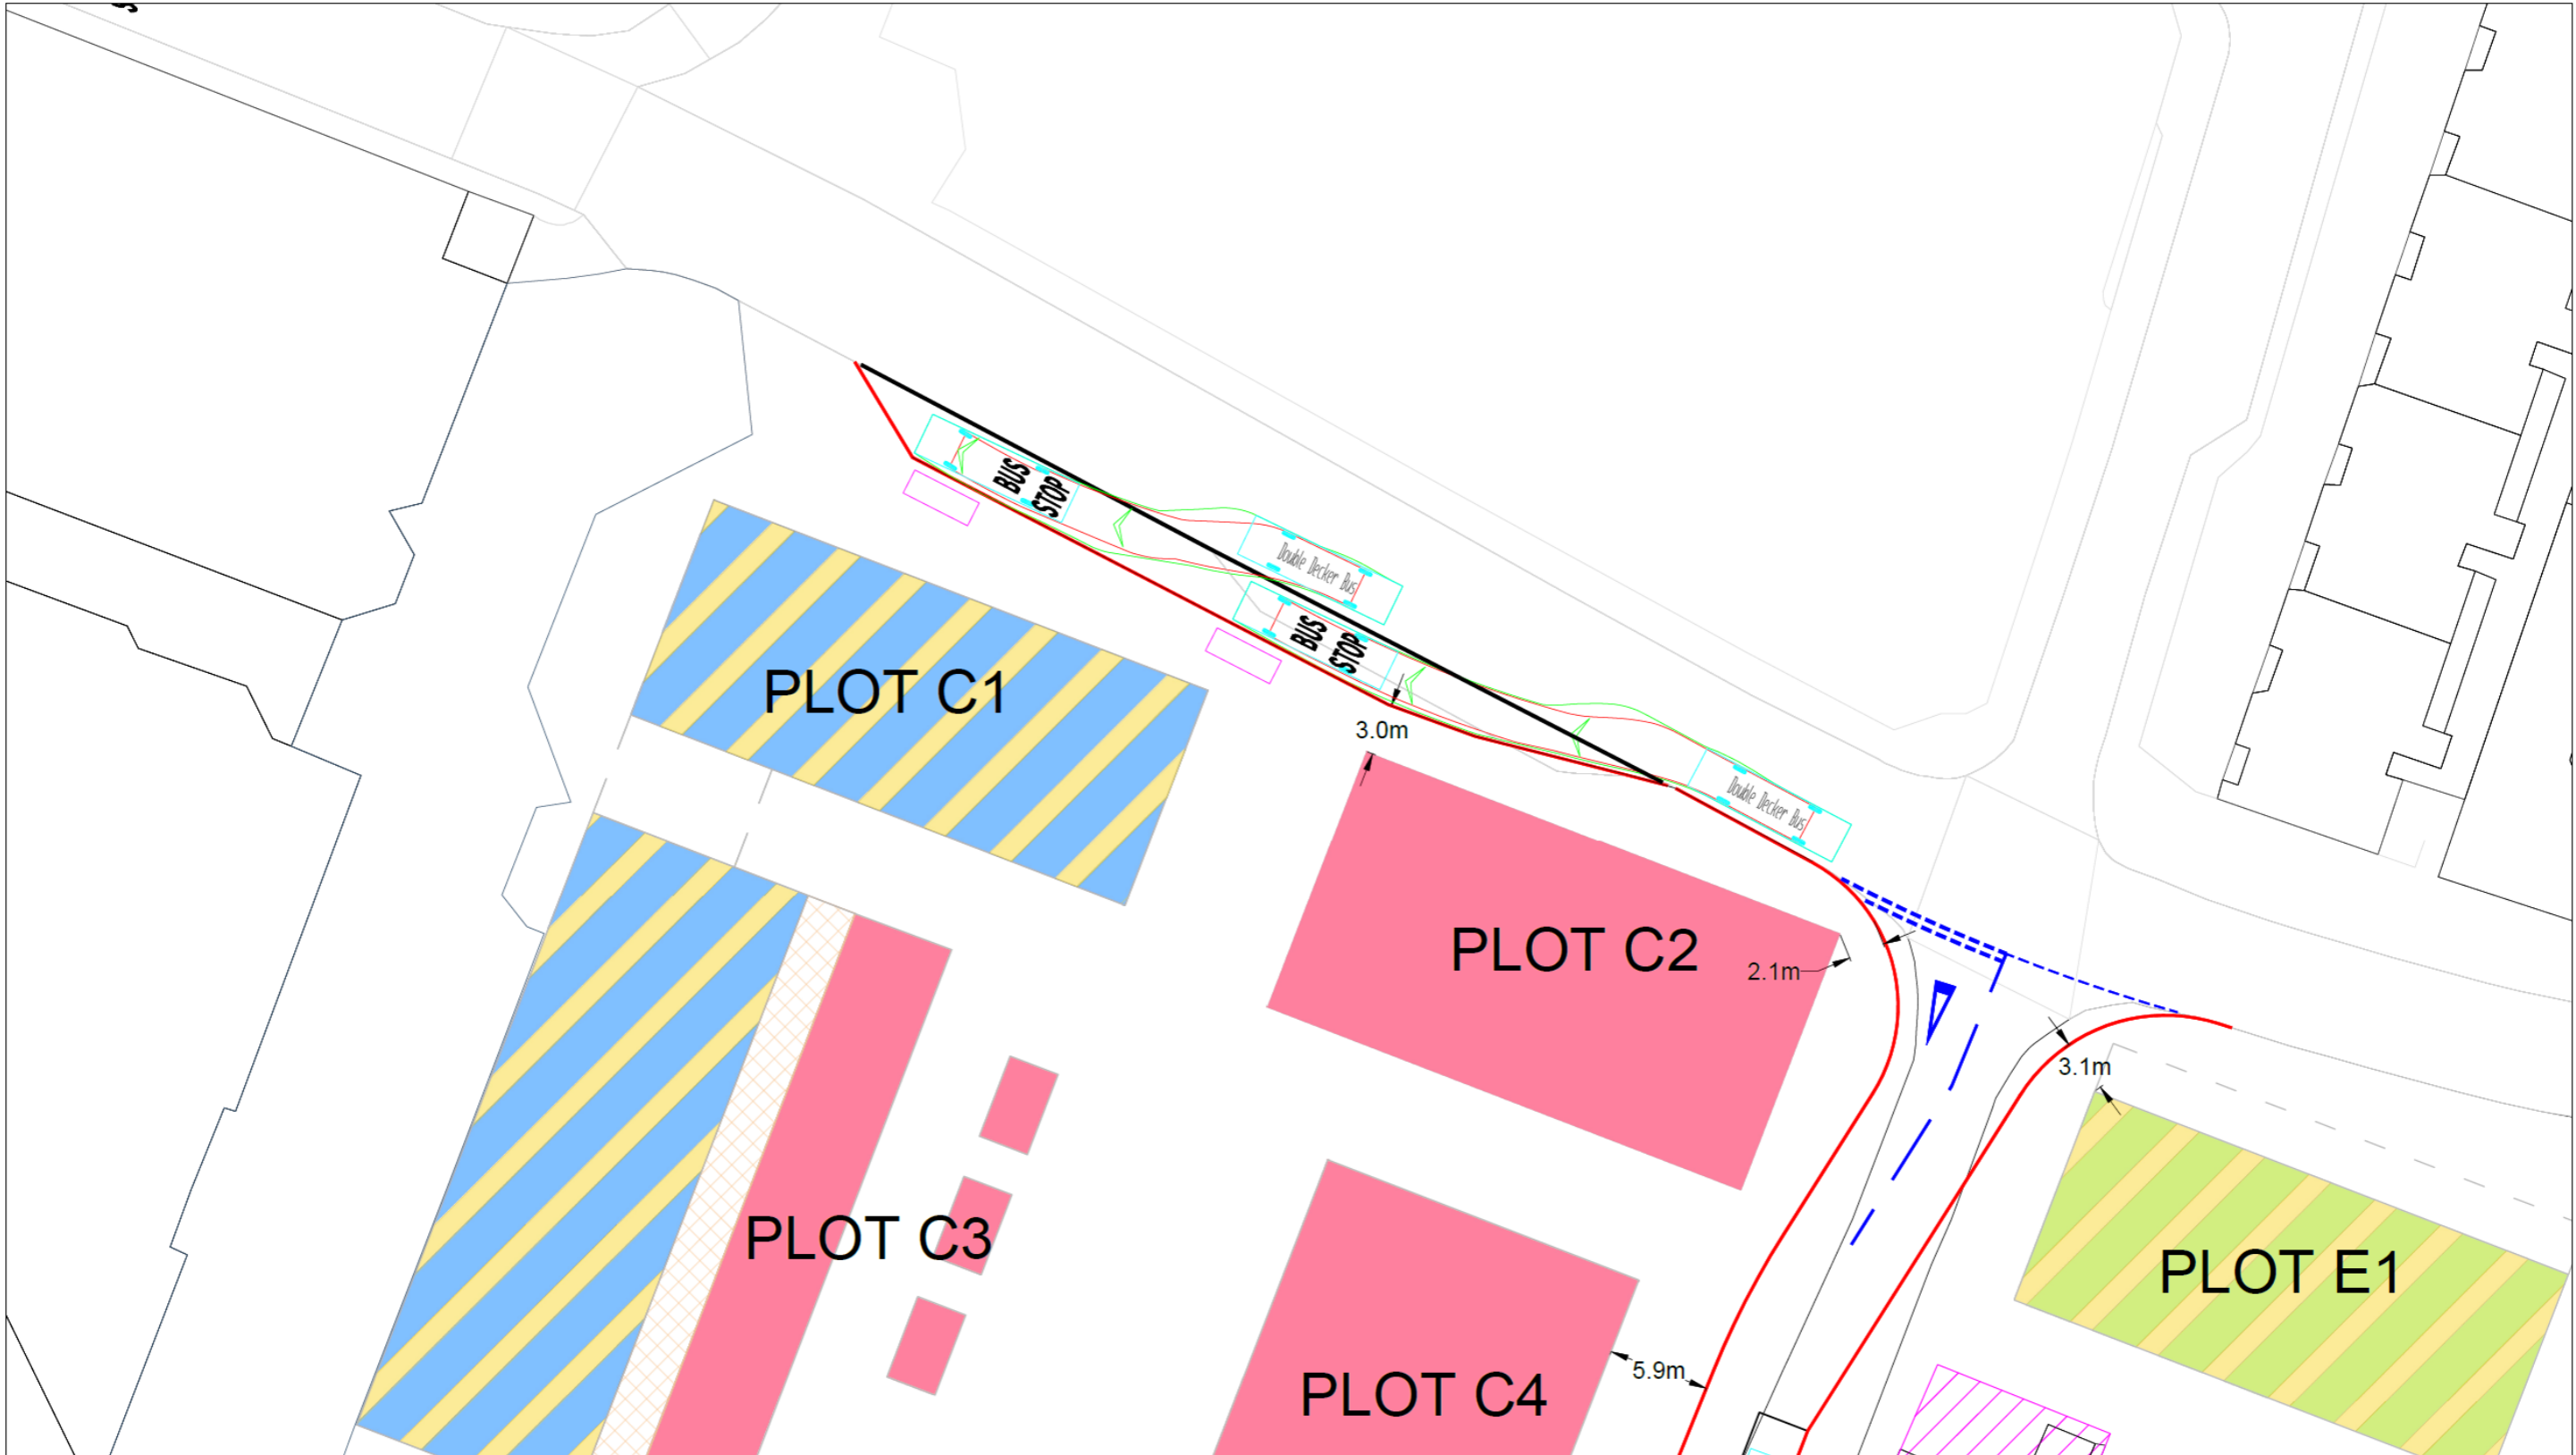 BUS
STOP
Double Decker Bus
BUS
STOP
PLOT C1
3.0m
Double Decker Bus
PLOT C2
2.1m
3.1m
PLOT C3
PLOT E1
5.9m
PLOT C4